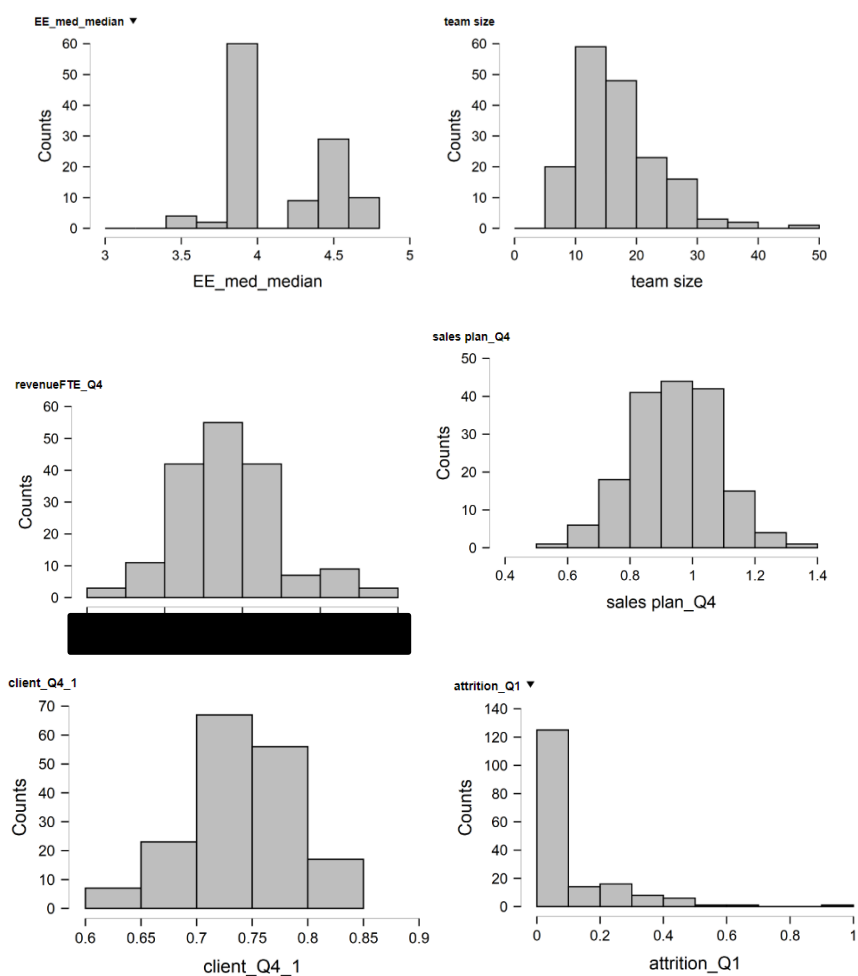 EE_med_median ▼
60
50
40
30
20
10
0
Counts
3 3.5 4 4.5 5
EE_med_median
team size
60
50
40
30
20
10
0
Counts
0 10 20 30 40 50
team size
revenueFTE_Q4
60
50
40
30
20
10
0
Counts
sales plan_Q4
50
40
30
20
10
0
Counts
0.4 0.6 0.8 1 1.2 1.4
sales plan_Q4
client_Q4_1
70
60
50
40
30
20
10
0
Counts
0.6 0.65 0.7 0.75 0.8 0.85 0.9
client_Q4_1
attrition_Q1 ▼
140
120
100
80
60
40
20
0
Counts
0 0.2 0.4 0.6 0.8 1
attrition_Q1